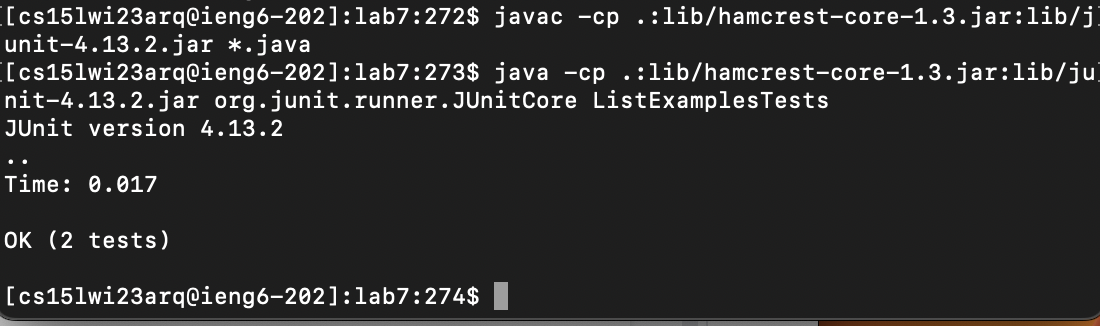 [cs15lwi23arq@ieng6-202]:lab7:272$ javac -cp .:lib/hamcrest-core-1.3.jar:lib/j
unit-4.13.2.jar *.java
[cs15lwi23arq@ieng6-202]:lab7:273$ java -cp .:lib/hamcrest-core-1.3.jar:lib/ju
nit-4.13.2.jar org.junit.runner.JUnitCore ListExamplesTests
JUnit version 4.13.2
..
Time: 0.017
OK (2 tests)
[cs15lwi23arq@ieng6-202]:lab7:274$